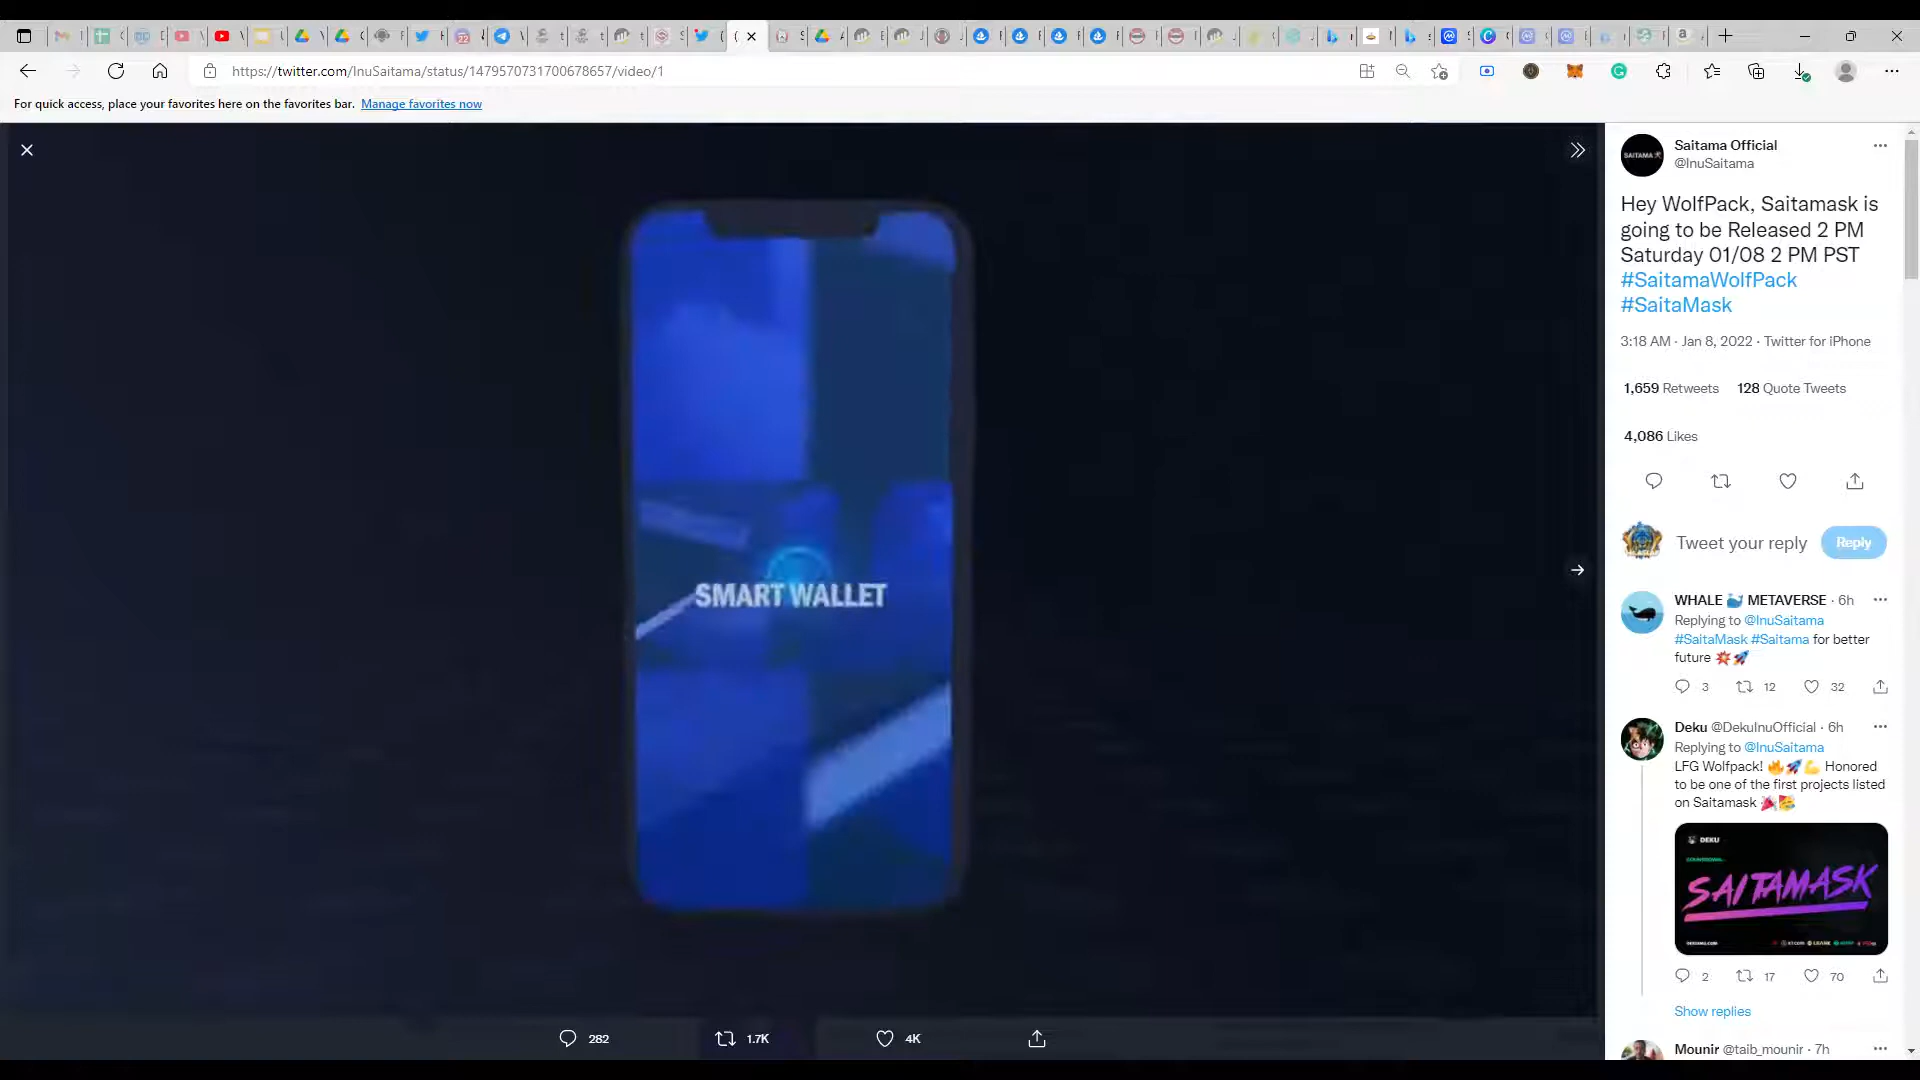 https://twitter.com/InuSaitama/status/1479570731700678657/video/1
For quick access, place your favorites here on the favorites bar. Manage favorites now
SMART WALLET
282
1.7K
4K
SAITAMA
Saitama Official
@InuSaitama
Hey WolfPack, Saitamask is
going to be Released 2 PM
Saturday 01/08 2 PM PST
#SaitamaWolfPack
#SaitaMask
3:18 AM · Jan 8, 2022 · Twitter for iPhone
1,659 Retweets 128 Quote Tweets
4,086 Likes
Tweet your reply
Reply
WHALE 🐳 METAVERSE · 6h
Replying to @InuSaitama
#SaitaMask #Saitama for better
future 💥🚀
3 12 32
Deku @DekuInuOfficial · 6h
Replying to @InuSaitama
LFG Wolfpack! 🔥🚀💪 Honored
to be one of the first projects listed
on Saitamask 🎉🥳
DEKU
SAITAMASK
2 17 70
Show replies
Mounir @taib_mounir · 7h